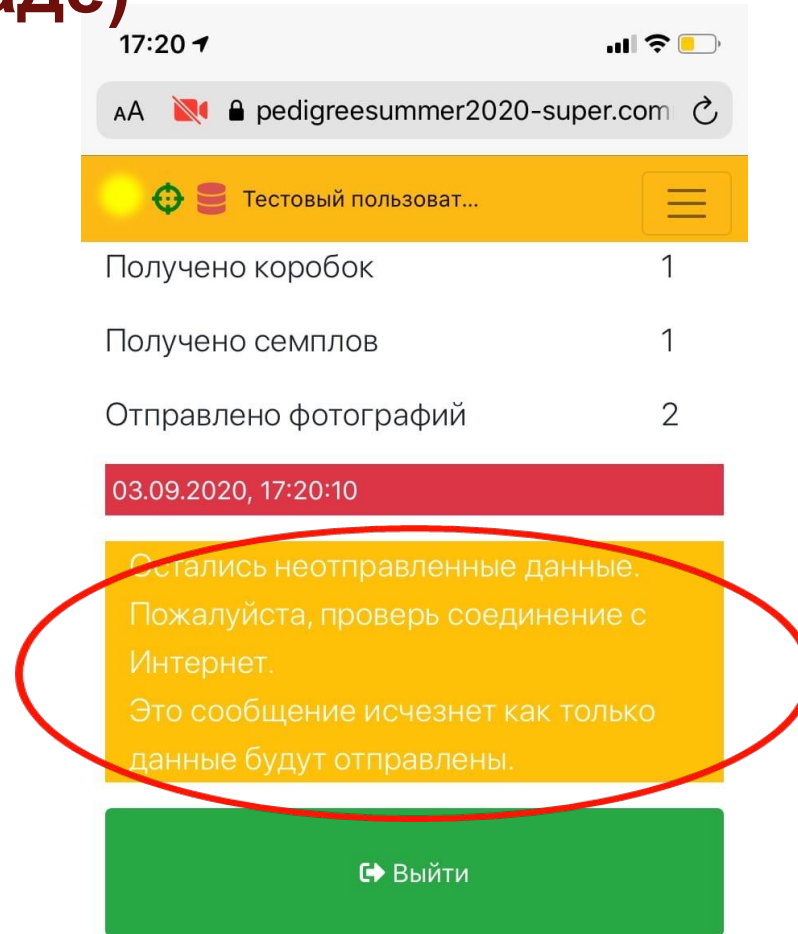 17:20
AA pedigreesummer2020-super.com
Тестовый пользоват...
Получено коробок 1
Получено семплов 1
Отправлено фотографий 2
03.09.2020, 17:20:10
Остались неотправленные данные.
Пожалуйста, проверь соединение с
Интернет.
Это сообщение исчезнет как только
данные будут отправлены.
Выйти